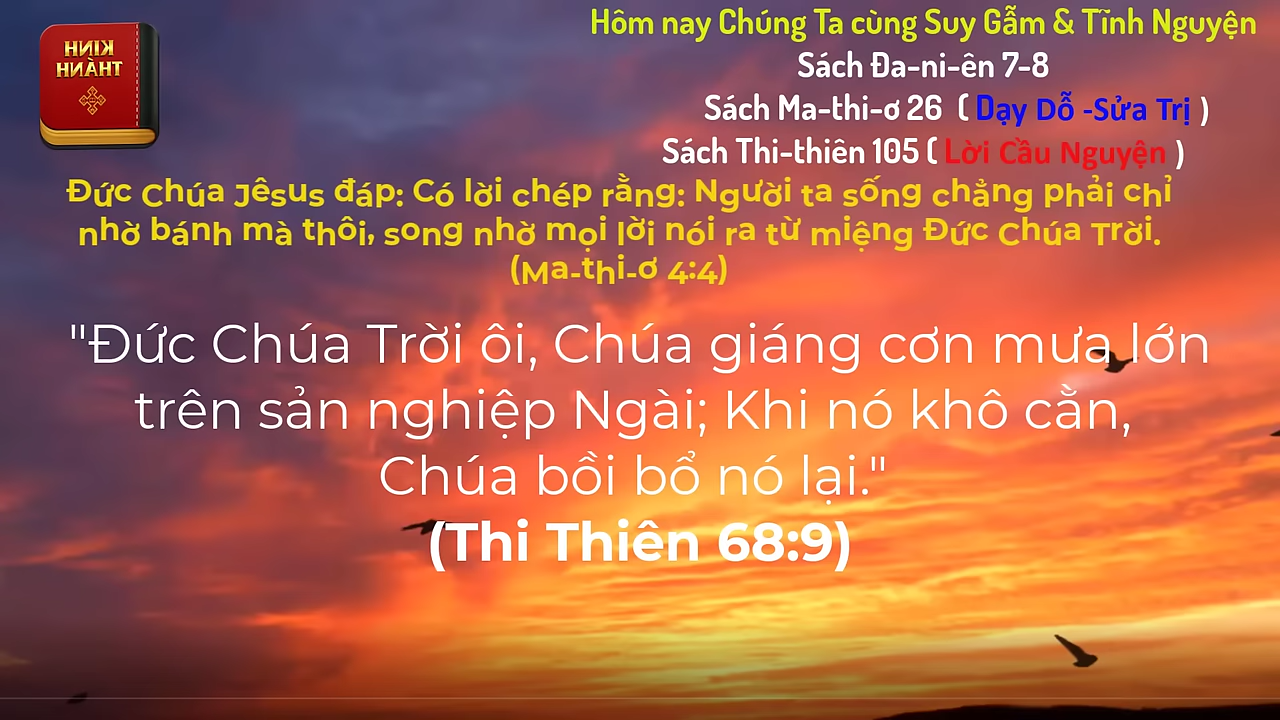 KINH
THÀNH
Hôm nay Chúng Ta cùng Suy Gẫm & Tĩnh Nguyện
Sách Đa-ni-ên 7-8
Sách Ma-thi-ơ 26 ( Dạy Dỗ -Sửa Trị )
Sách Thi-thiên 105 ( Lời Cầu Nguyện )
Đức Chúa Jêsus đáp: Có lời chép rằng: Người ta sống chẳng phải chỉ
nhờ bánh mà thôi, song nhờ mọi lời nói ra từ miệng Đức Chúa Trời.
(Ma-thi-ơ 4:4)
"Đức Chúa Trời ôi, Chúa giáng cơn mưa lớn
trên sản nghiệp Ngài; Khi nó khô cằn,
Chúa bồi bổ nó lại."
(Thi Thiên 68:9)